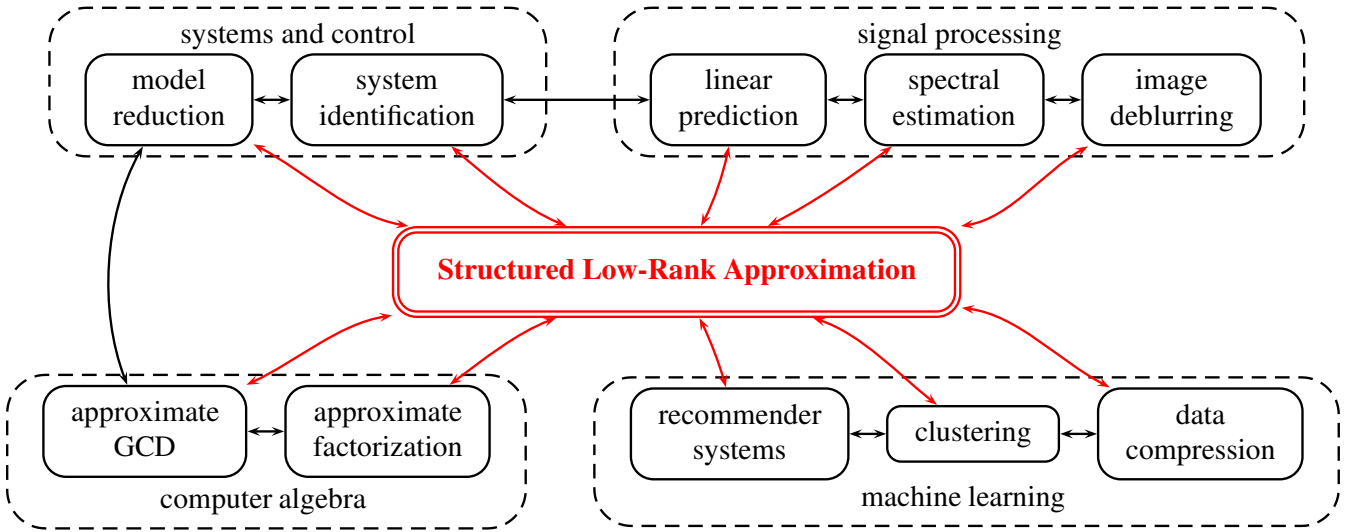 systems and control
model
reduction
system
identification
signal processing
linear
prediction
spectral
estimation
image
deblurring
Structured Low-Rank Approximation
approximate
GCD
approximate
factorization
computer algebra
recommender
systems
clustering
data
compression
machine learning